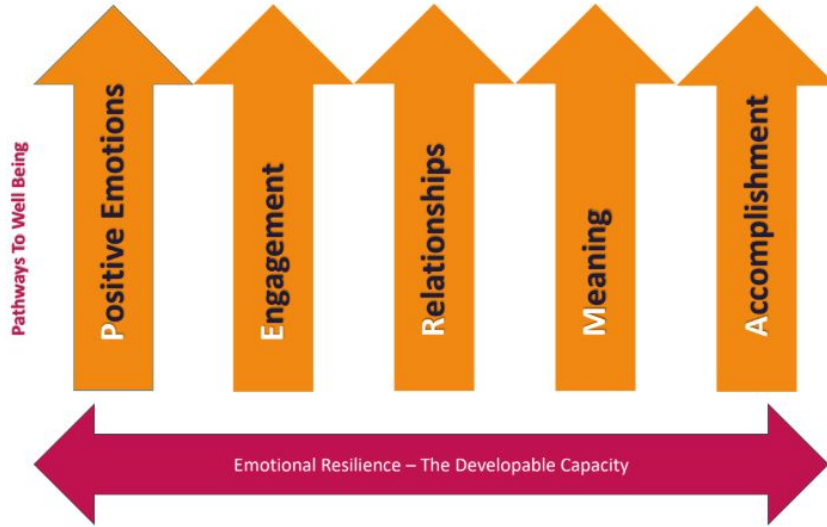 Pathways To Well Being
Positive Emotions
Engagement
Relationships
Meaning
Accomplishment
Emotional Resilience – The Developable Capacity